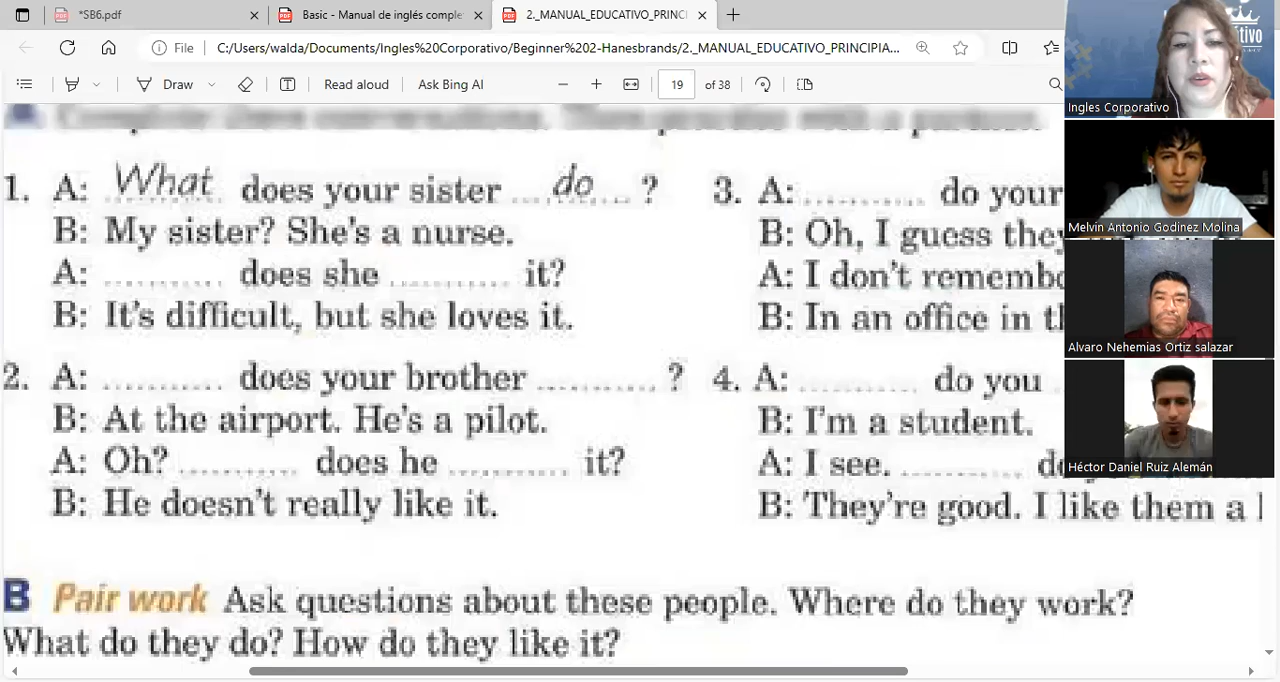 *SB6.pdf
Basic - Manual de inglés comple
2._MANUAL_EDUCATIVO_PRINCI
File
C:/Users/walda/Documents/Ingles%20Corporativo/Beginner%202-Hanesbrands/2._MANUAL_EDUCATIVO_PRINCIPIA...
Draw
Read aloud
Ask Bing AI
19 of 38
1. A: What does your sister do ?
B: My sister? She's a nurse.
A: ........... does she ........... it?
B: It's difficult, but she loves it.
2. A: ........... does your brother ........... ?
B: At the airport. He's a pilot.
A: Oh? ........... does he ........... it?
B: He doesn't really like it.
3. A: ........... do your
B: Oh, I guess they
A: I don't rememb
B: In an office in
4. A: ........... do you
B: I'm a student.
A: I see. ...........
B: They're good. I like them a
B Pair work Ask questions about these people. Where do they work?
What do they do? How do they like it?
Ingles Corporativo
Melvin Antonio Godinez Molina
Alvaro Nehemias Ortiz salazar
Héctor Daniel Ruiz Alemán